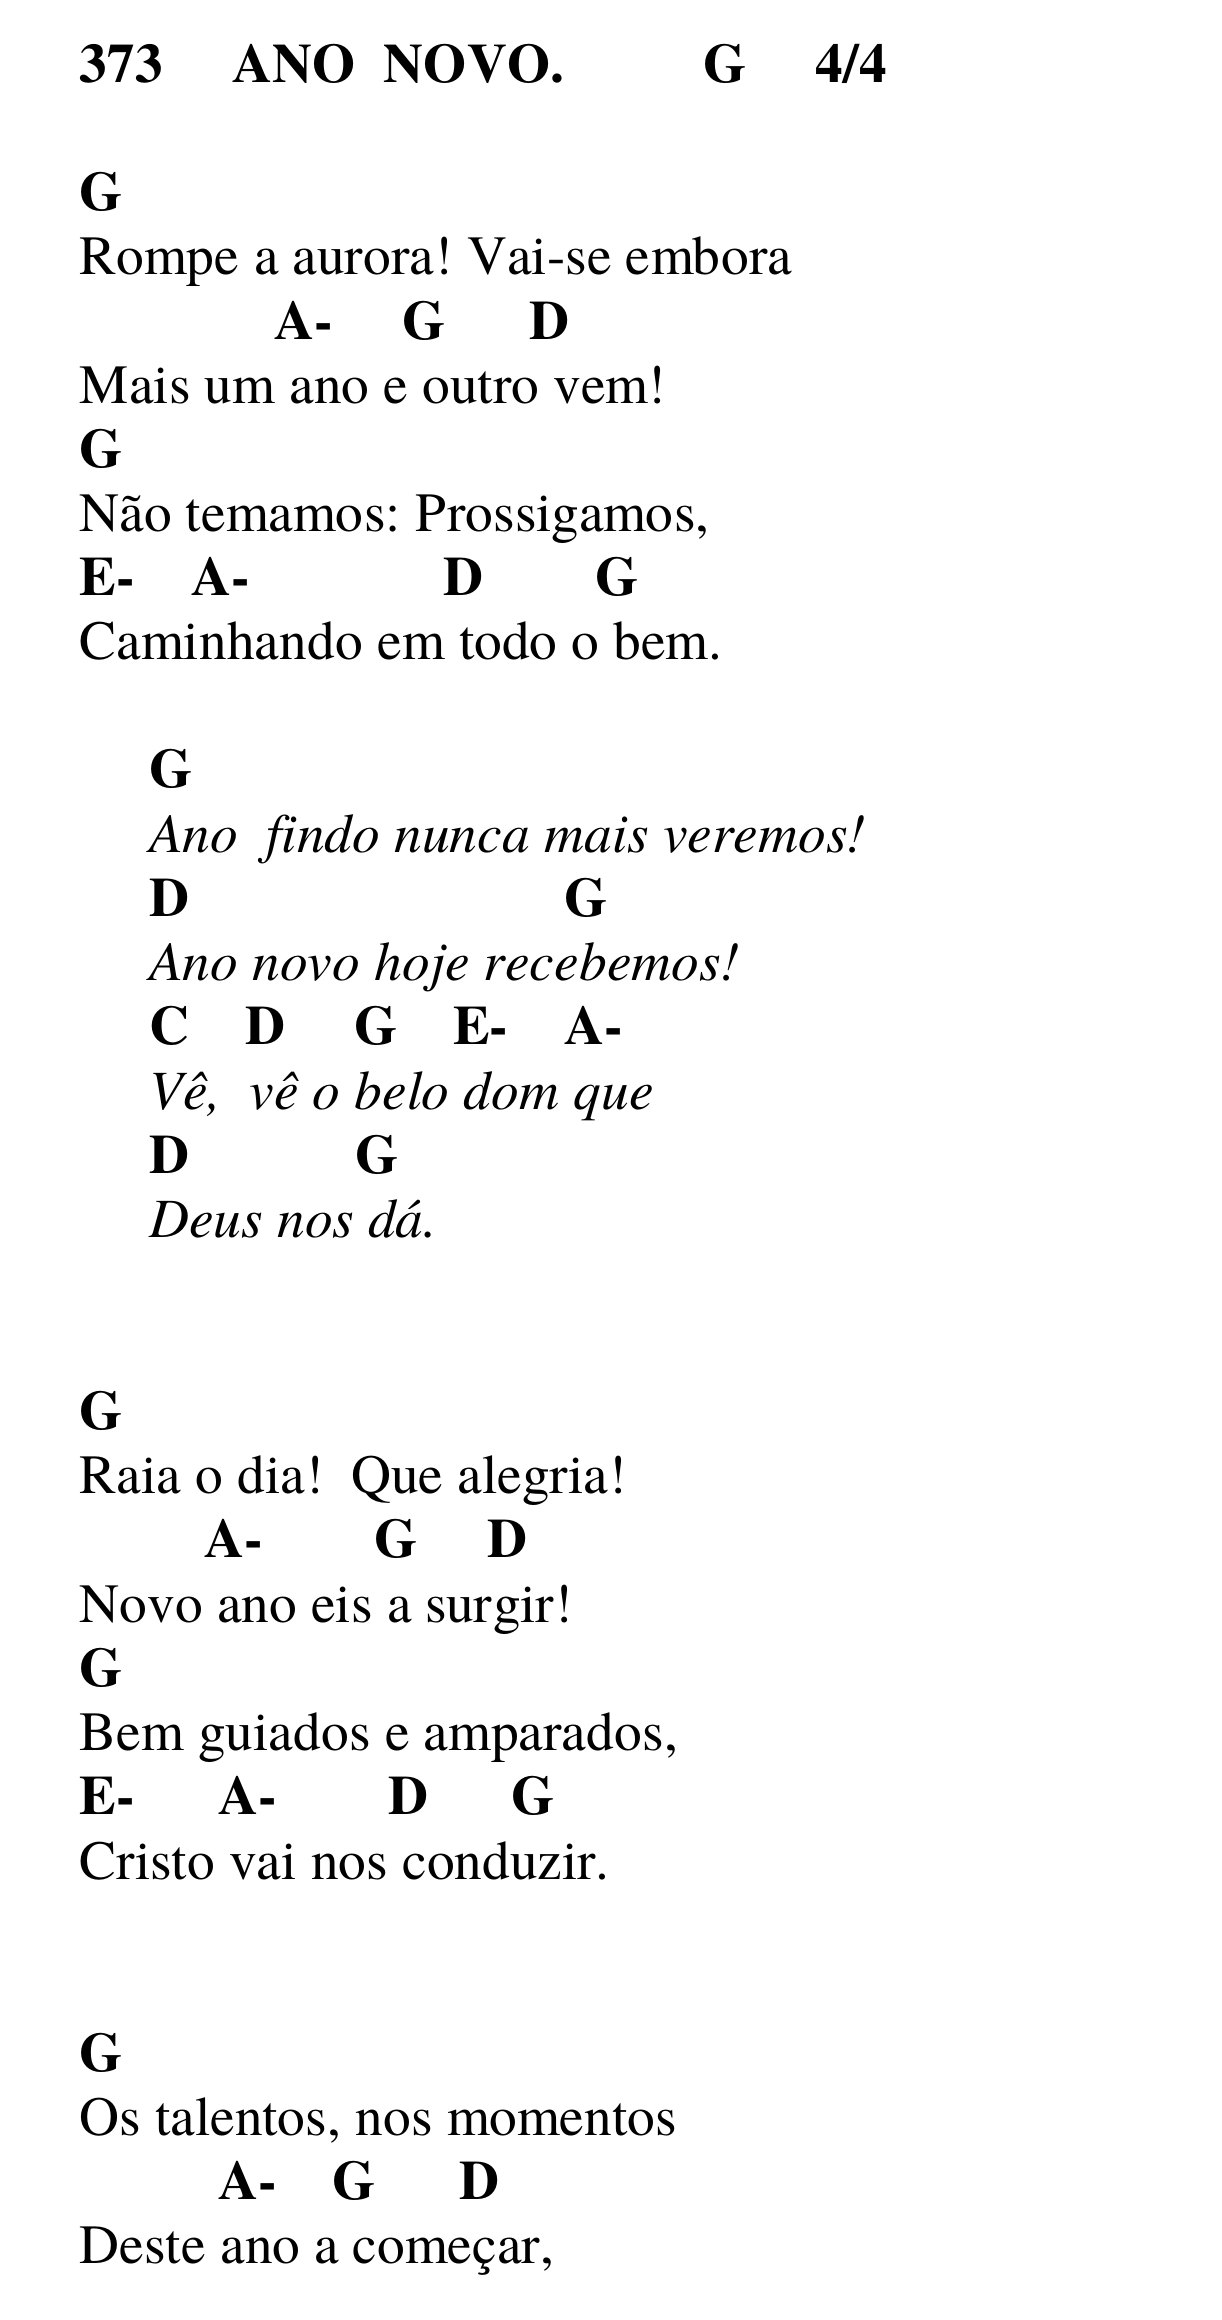 373 ANO NOVO. G 4/4
G
Rompe a aurora! Vai-se embora
A- G D
Mais um ano e outro vem!
G
Não temamos: Prossigamos,
E- A- D G
Caminhando em todo o bem.
G
Ano findo nunca mais veremos!
D G
Ano novo hoje recebemos!
C D G E- A-
Vê, vê o belo dom que
D G
Deus nos dá.
G
Raia o dia! Que alegria!
A- G D
Novo ano eis a surgir!
G
Bem guiados e amparados,
E- A- D G
Cristo vai nos conduzir.
G
Os talentos, nos momentos
A- G D
Deste ano a começar,